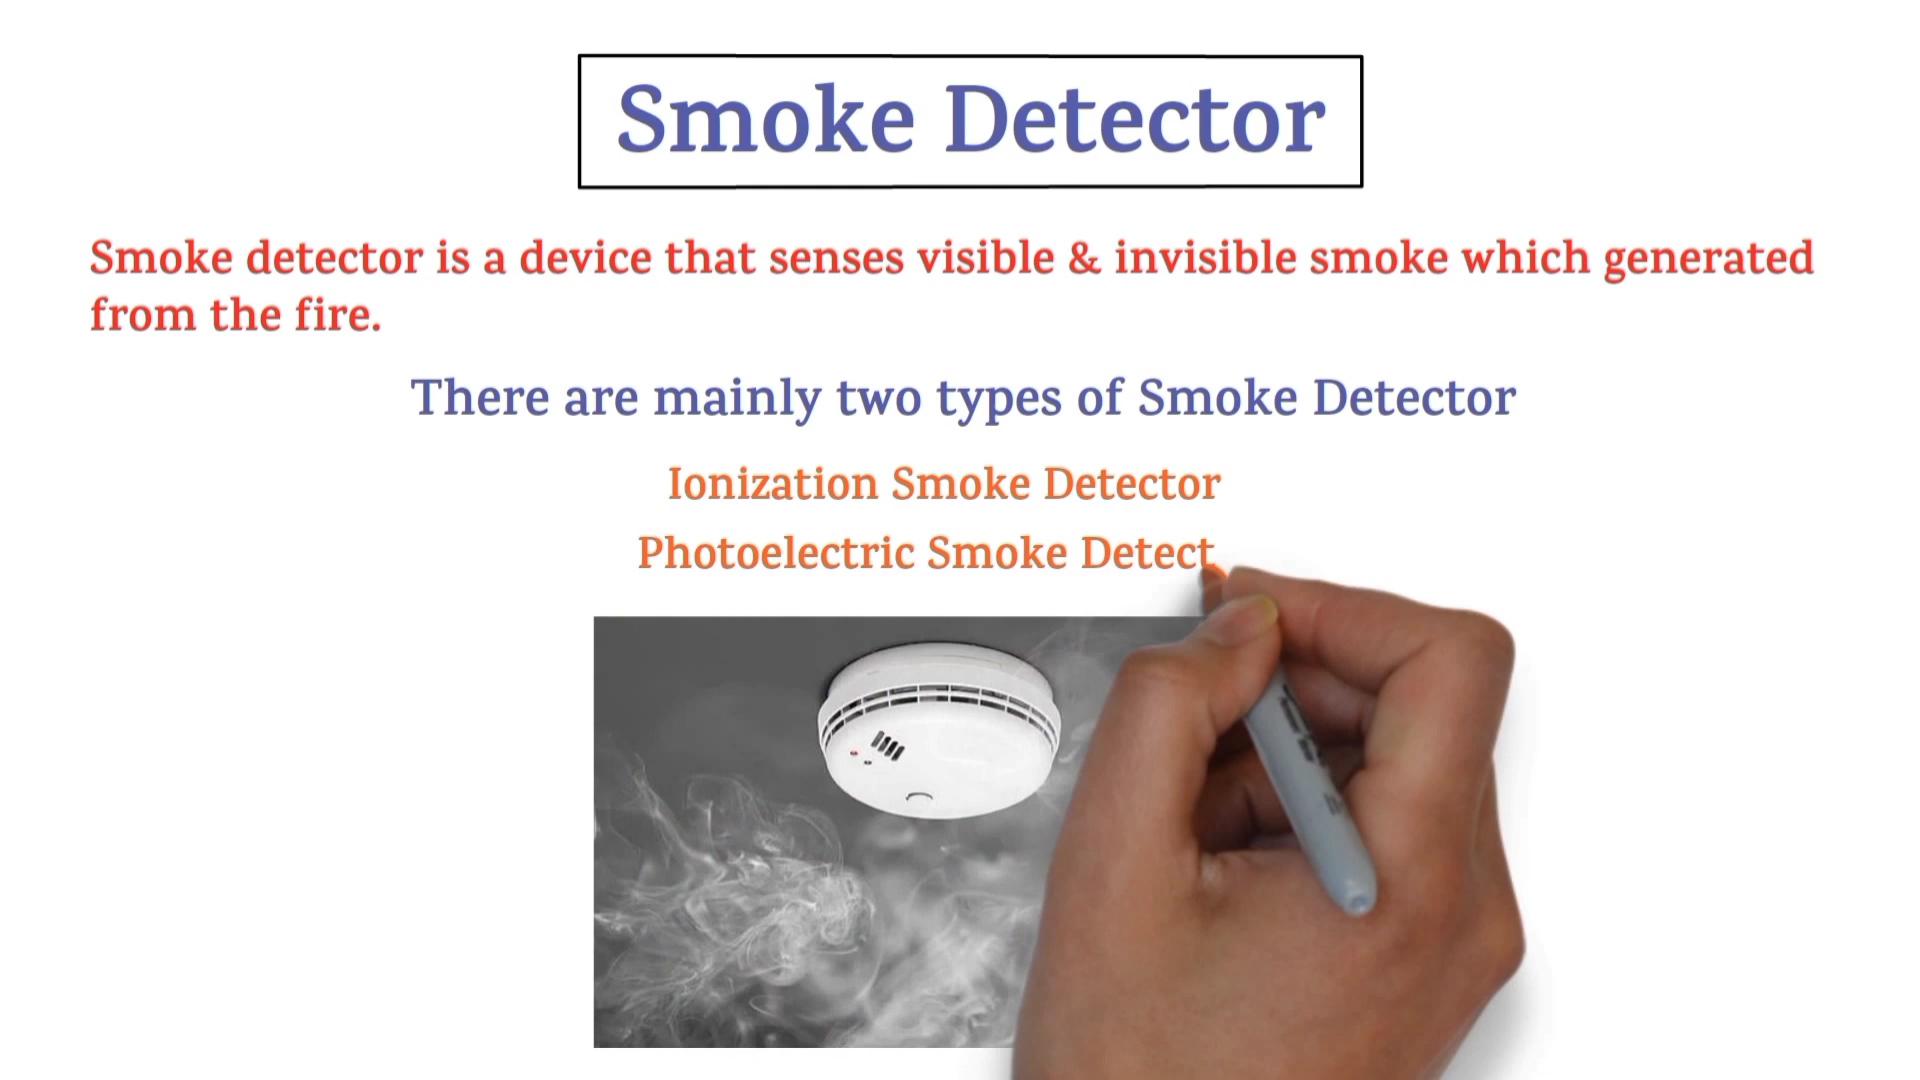 Smoke Detector
Smoke detector is a device that senses visible & invisible smoke which generated
from the fire.
There are mainly two types of Smoke Detector
Ionization Smoke Detector
Photoelectric Smoke Detect